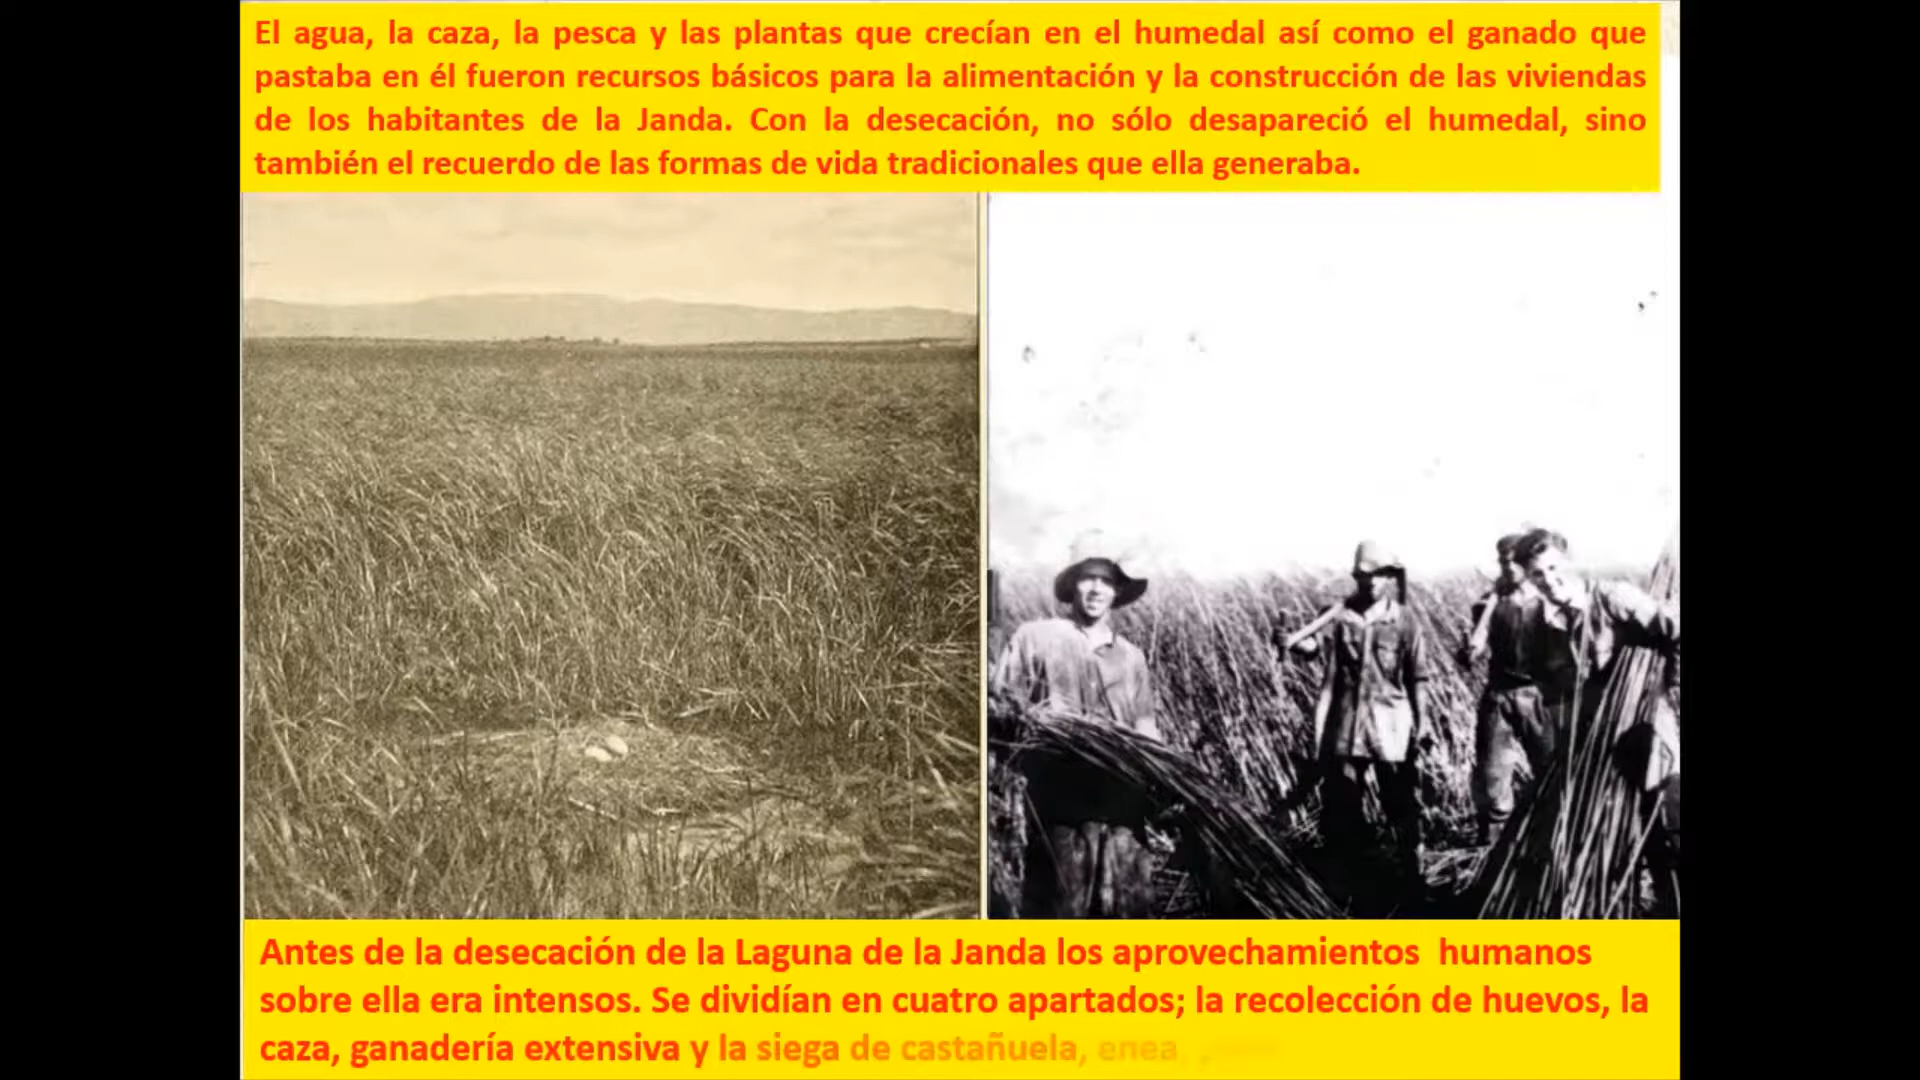 El agua, la caza, la pesca y las plantas que crecían en el humedal así como el ganado que
pastaba en él fueron recursos básicos para la alimentación y la construcción de las viviendas
de los habitantes de la Janda. Con la desecación, no sólo desapareció el humedal, sino
también el recuerdo de las formas de vida tradicionales que ella generaba.
Antes de la desecación de la Laguna de la Janda los aprovechamientos humanos
sobre ella era intensos. Se dividían en cuatro apartados; la recolección de huevos, la
caza, ganadería extensiva y la siega de castañuela, enea,